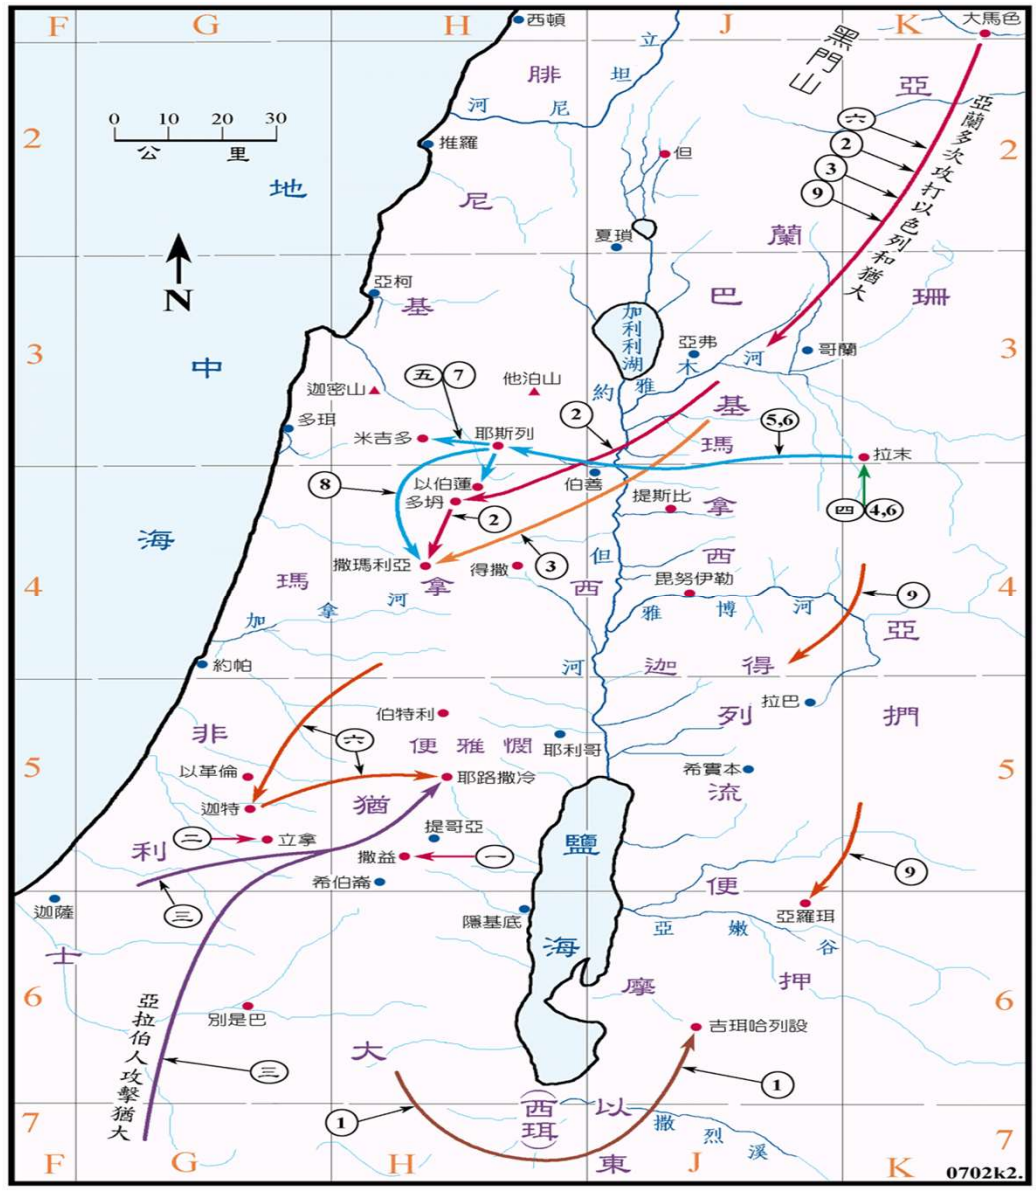 F G H J K
西頓
大馬色
黑門山
立坦尼河
腓尼基
亞蘭
亞蘭多次攻打以色列和猶大
六
2
3
9
0 10 20 30
公里
2
2
推羅
但
地中海
N
夏瑣
巴珊
亞柯
加利利湖
亞弗
哥蘭
雅木河
3
3
迦密山
五 7
他泊山
多珥
米吉多
耶斯列
2
基瑪拿西
5,6
拉末
8
以伯蓮
多坍
伯善
提斯比
四 4,6
2
撒瑪利亞
得撒
3
瑪拿西
約但河
毘努伊勒
雅博河
9
4
4
加拿河
約帕
迦得
亞捫
伯特利
拉巴
非利士
六
便雅憫
耶利哥
5
5
以革倫
耶路撒冷
希實本
迦特
猶大
流便
二
立拿
提哥亞
撒益
一
鹽海
希伯崙
9
三
迦薩
隱基底
亞羅珥
亞嫩谷
摩押
6
6
別是巴
吉珥哈列設
亞拉伯人攻擊猶大
三
1
1
(西珥)
以東
撒烈溪
7
7
F G H J K
0702k2.